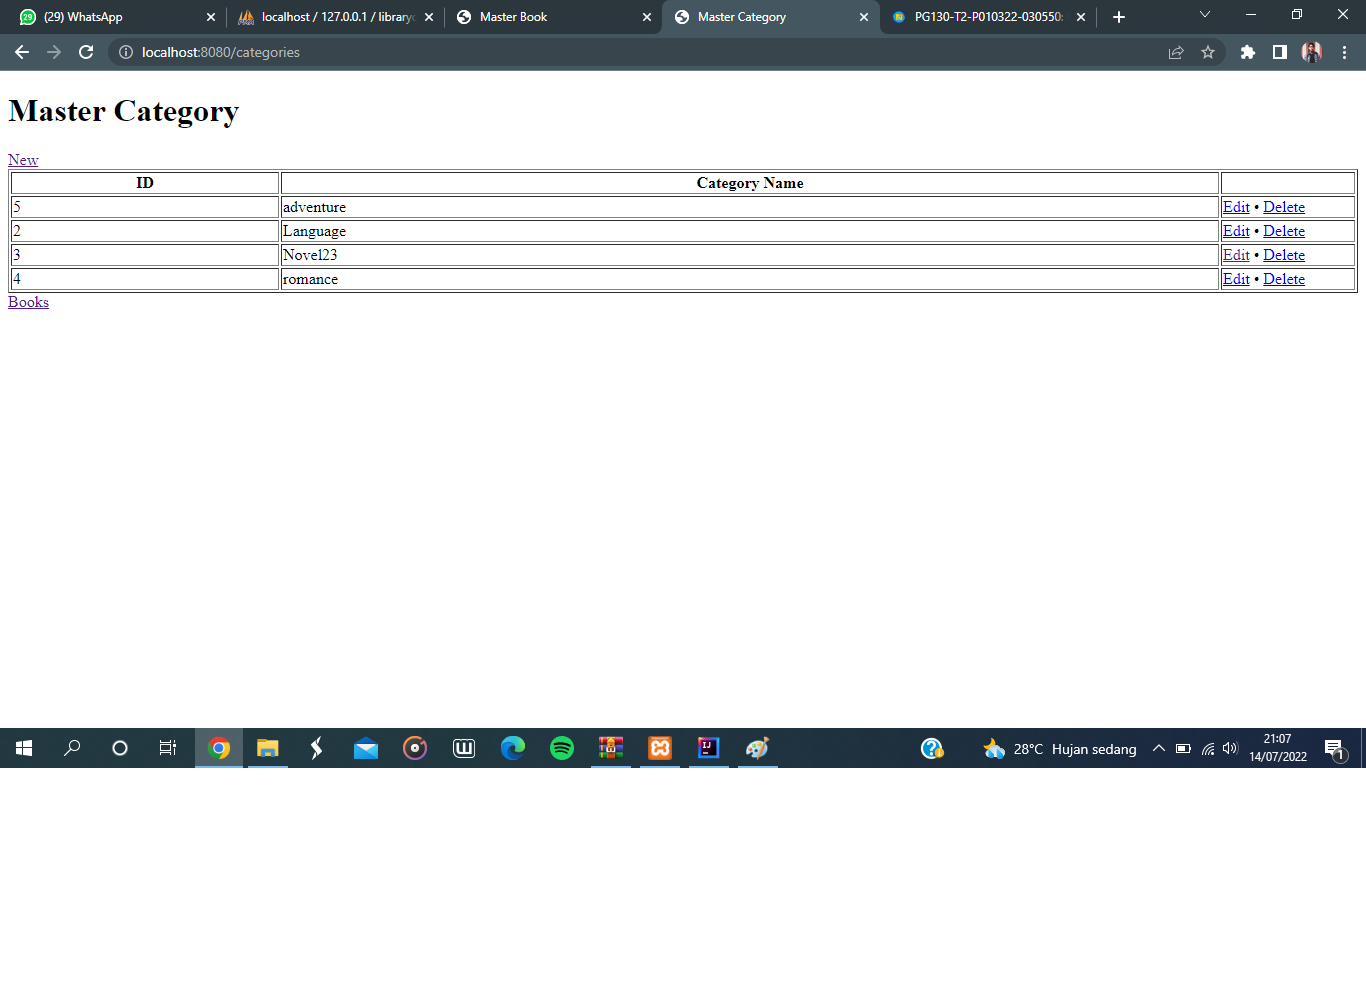 29 (29) WhatsApp
localhost / 127.0.0.1 / library
Master Book
Master Category
PG130-T2-P010322-030550:
localhost:8080/categories
Master Category
New
ID Category Name
5 adventure Edit • Delete
2 Language Edit • Delete
3 Novel23 Edit • Delete
4 romance Edit • Delete
Books
28°C Hujan sedang
21:07
14/07/2022
1